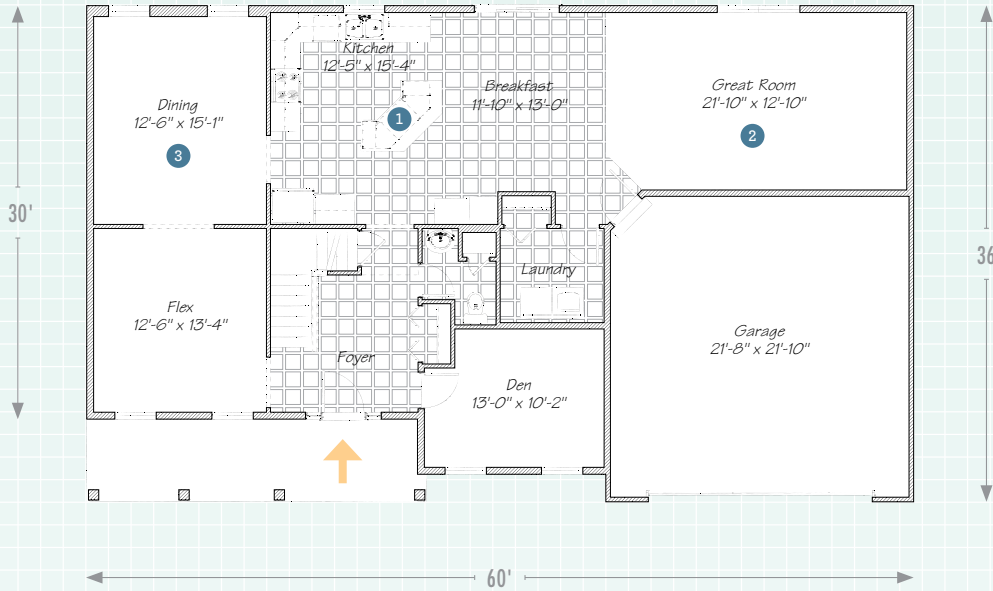 Kitchen
12'-5" x 15'-4"
Breakfast
11'-10" x 13'-0"
Great Room
21'-10" x 12'-10"
Dining
12'-6" x 15'-1"
1
2
3
30'
36
Laundry
Flex
12'-6" x 13'-4"
Garage
21'-8" x 21'-10"
Foyer
Den
13'-0" x 10'-2"
60'